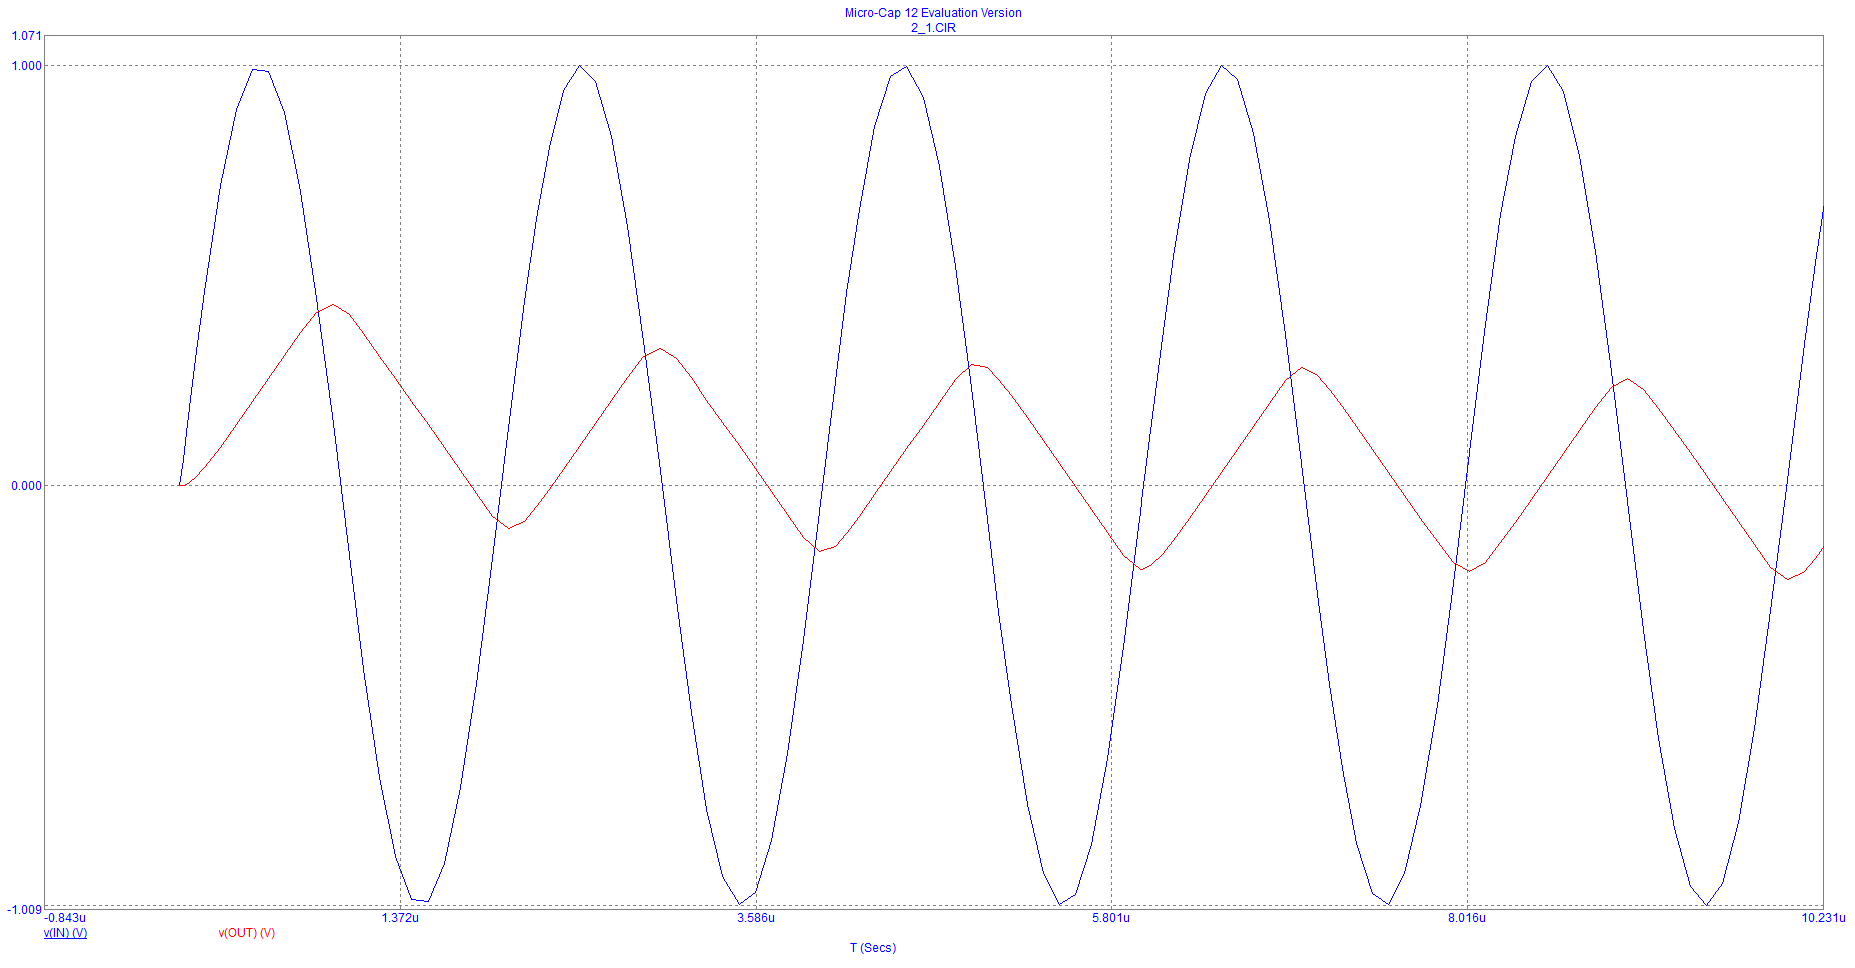 Micro-Cap 12 Evaluation Version
2_1.CIR
1.071
1.000
0.000
-1.009
-0.843u 1.372u 3.586u 5.801u 8.016u 10.231u
v(IN) (V) v(OUT) (V)
T (Secs)